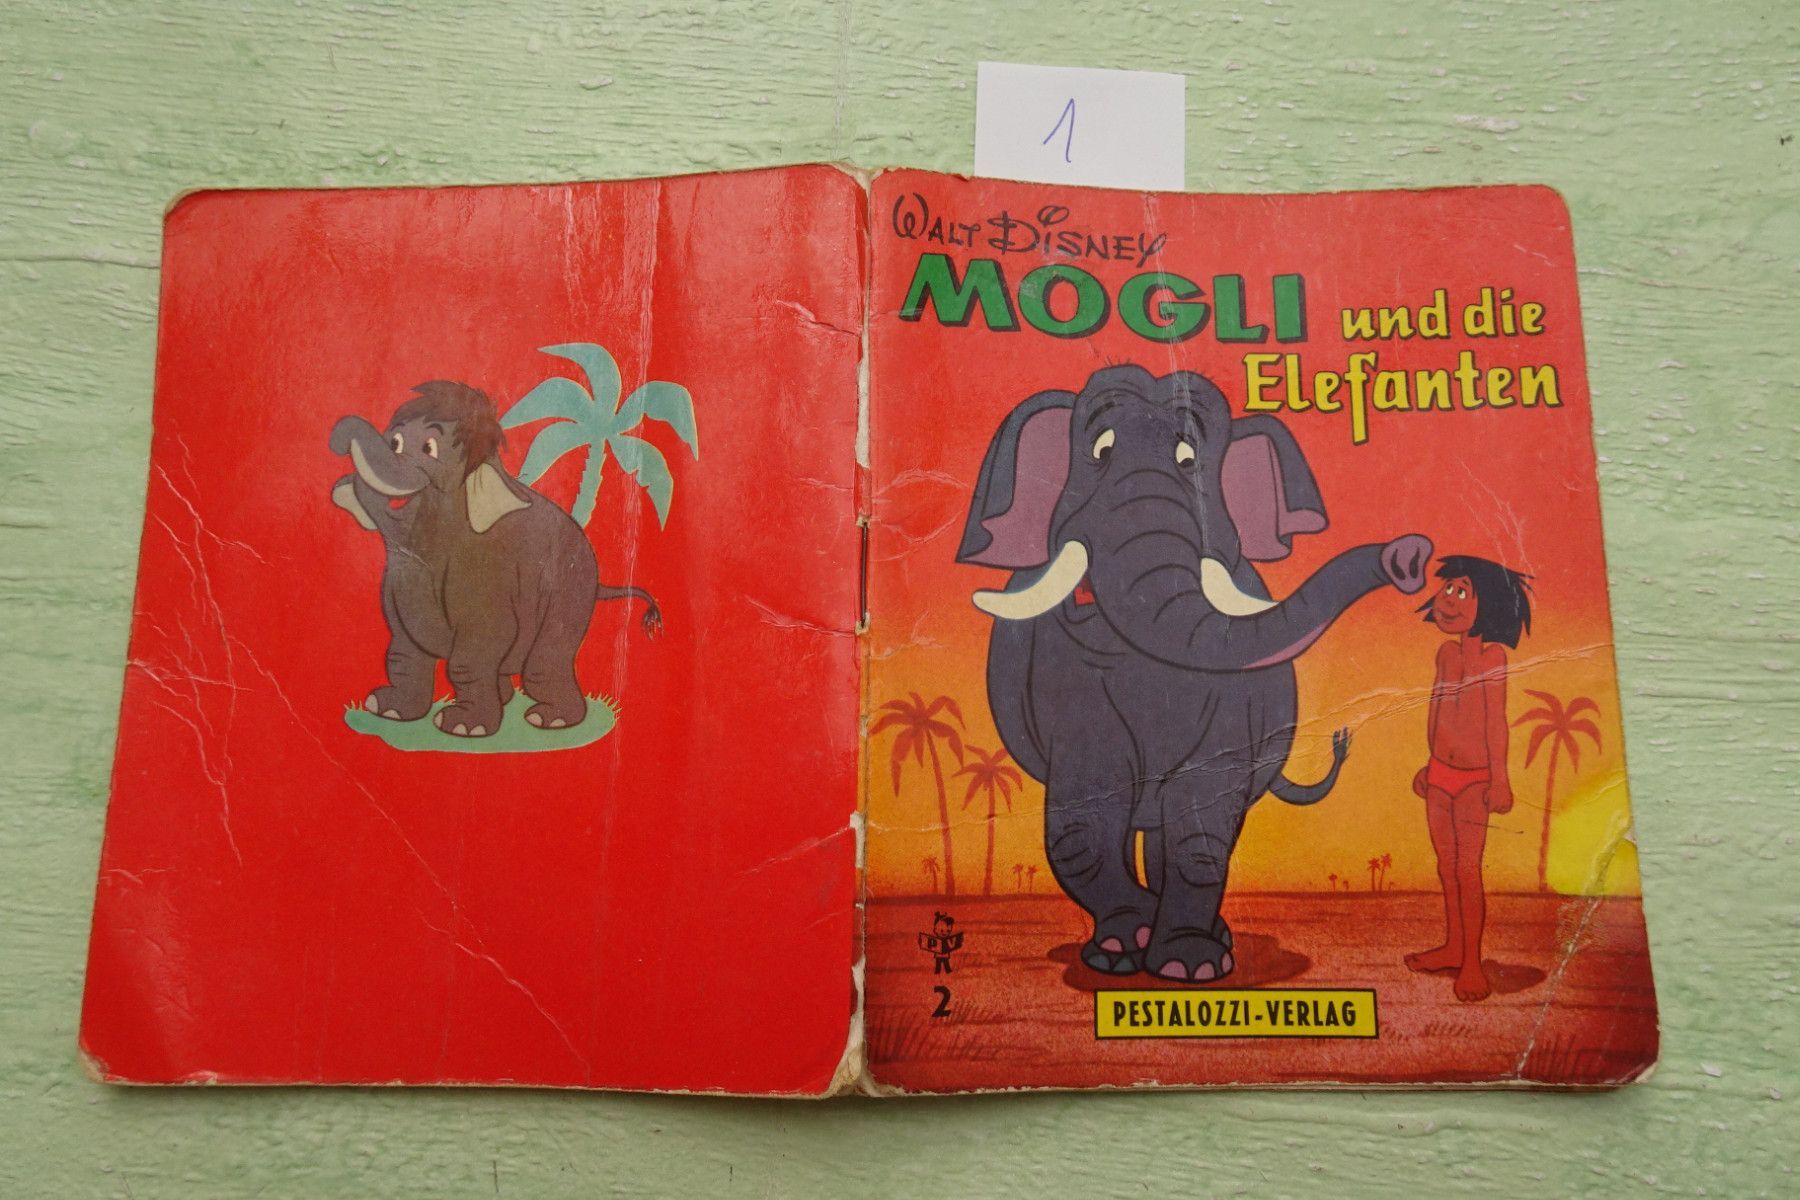 1
WALT DISNEY
MOGLI und die
Elefanten
P V
2
PESTALOZZI-VERLAG